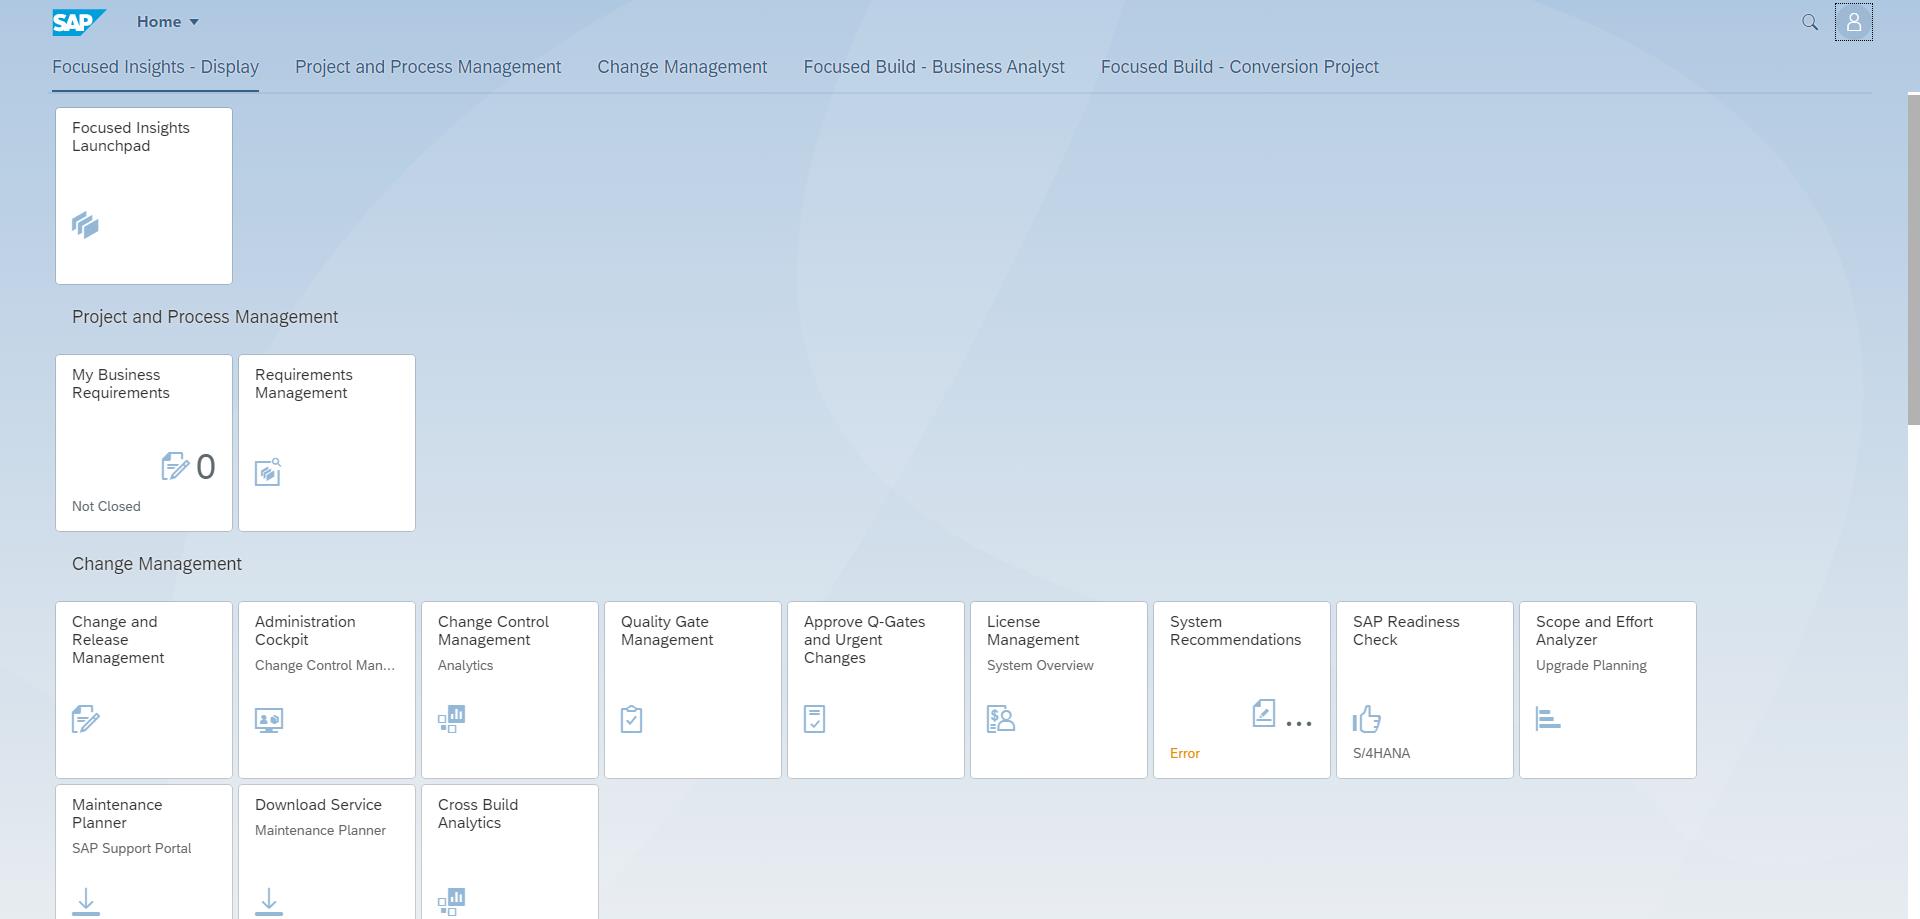 SAP Home
Focused Insights - Display Project and Process Management Change Management Focused Build - Business Analyst Focused Build - Conversion Project
Focused Insights
Launchpad
Project and Process Management
My Business
Requirements
0
Not Closed
Requirements
Management
Change Management
Change and
Release
Management
Administration
Cockpit
Change Control Man...
Change Control
Management
Analytics
Quality Gate
Management
Approve Q-Gates
and Urgent
Changes
License
Management
System Overview
System
Recommendations
...
Error
SAP Readiness
Check
S/4HANA
Scope and Effort
Analyzer
Upgrade Planning
Maintenance
Planner
SAP Support Portal
Download Service
Maintenance Planner
Cross Build
Analytics